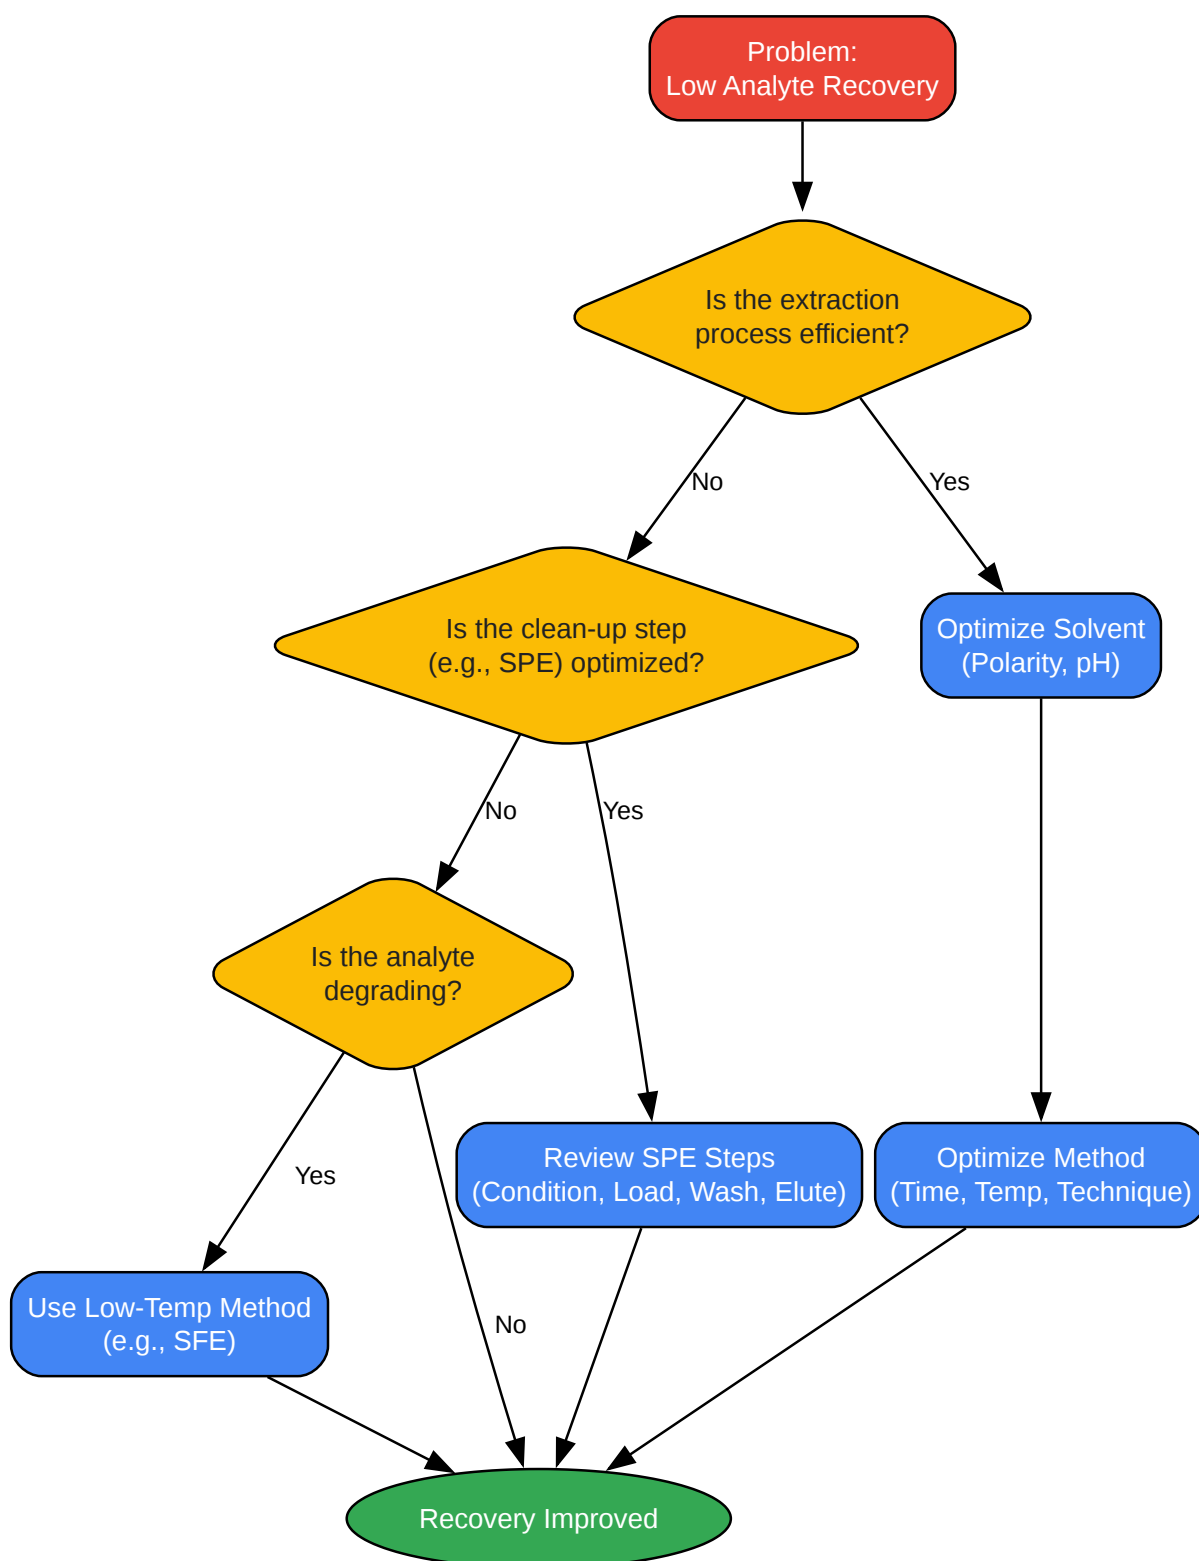 Problem:
Low Analyte Recovery
Is the extraction
process efficient?
No
Yes
Is the clean-up step
(e.g., SPE) optimized?
Optimize Solvent
(Polarity, pH)
No
Yes
Is the analyte
degrading?
Review SPE Steps
(Condition, Load, Wash, Elute)
Optimize Method
(Time, Temp, Technique)
Yes
Use Low-Temp Method
(e.g., SFE)
No
Recovery Improved